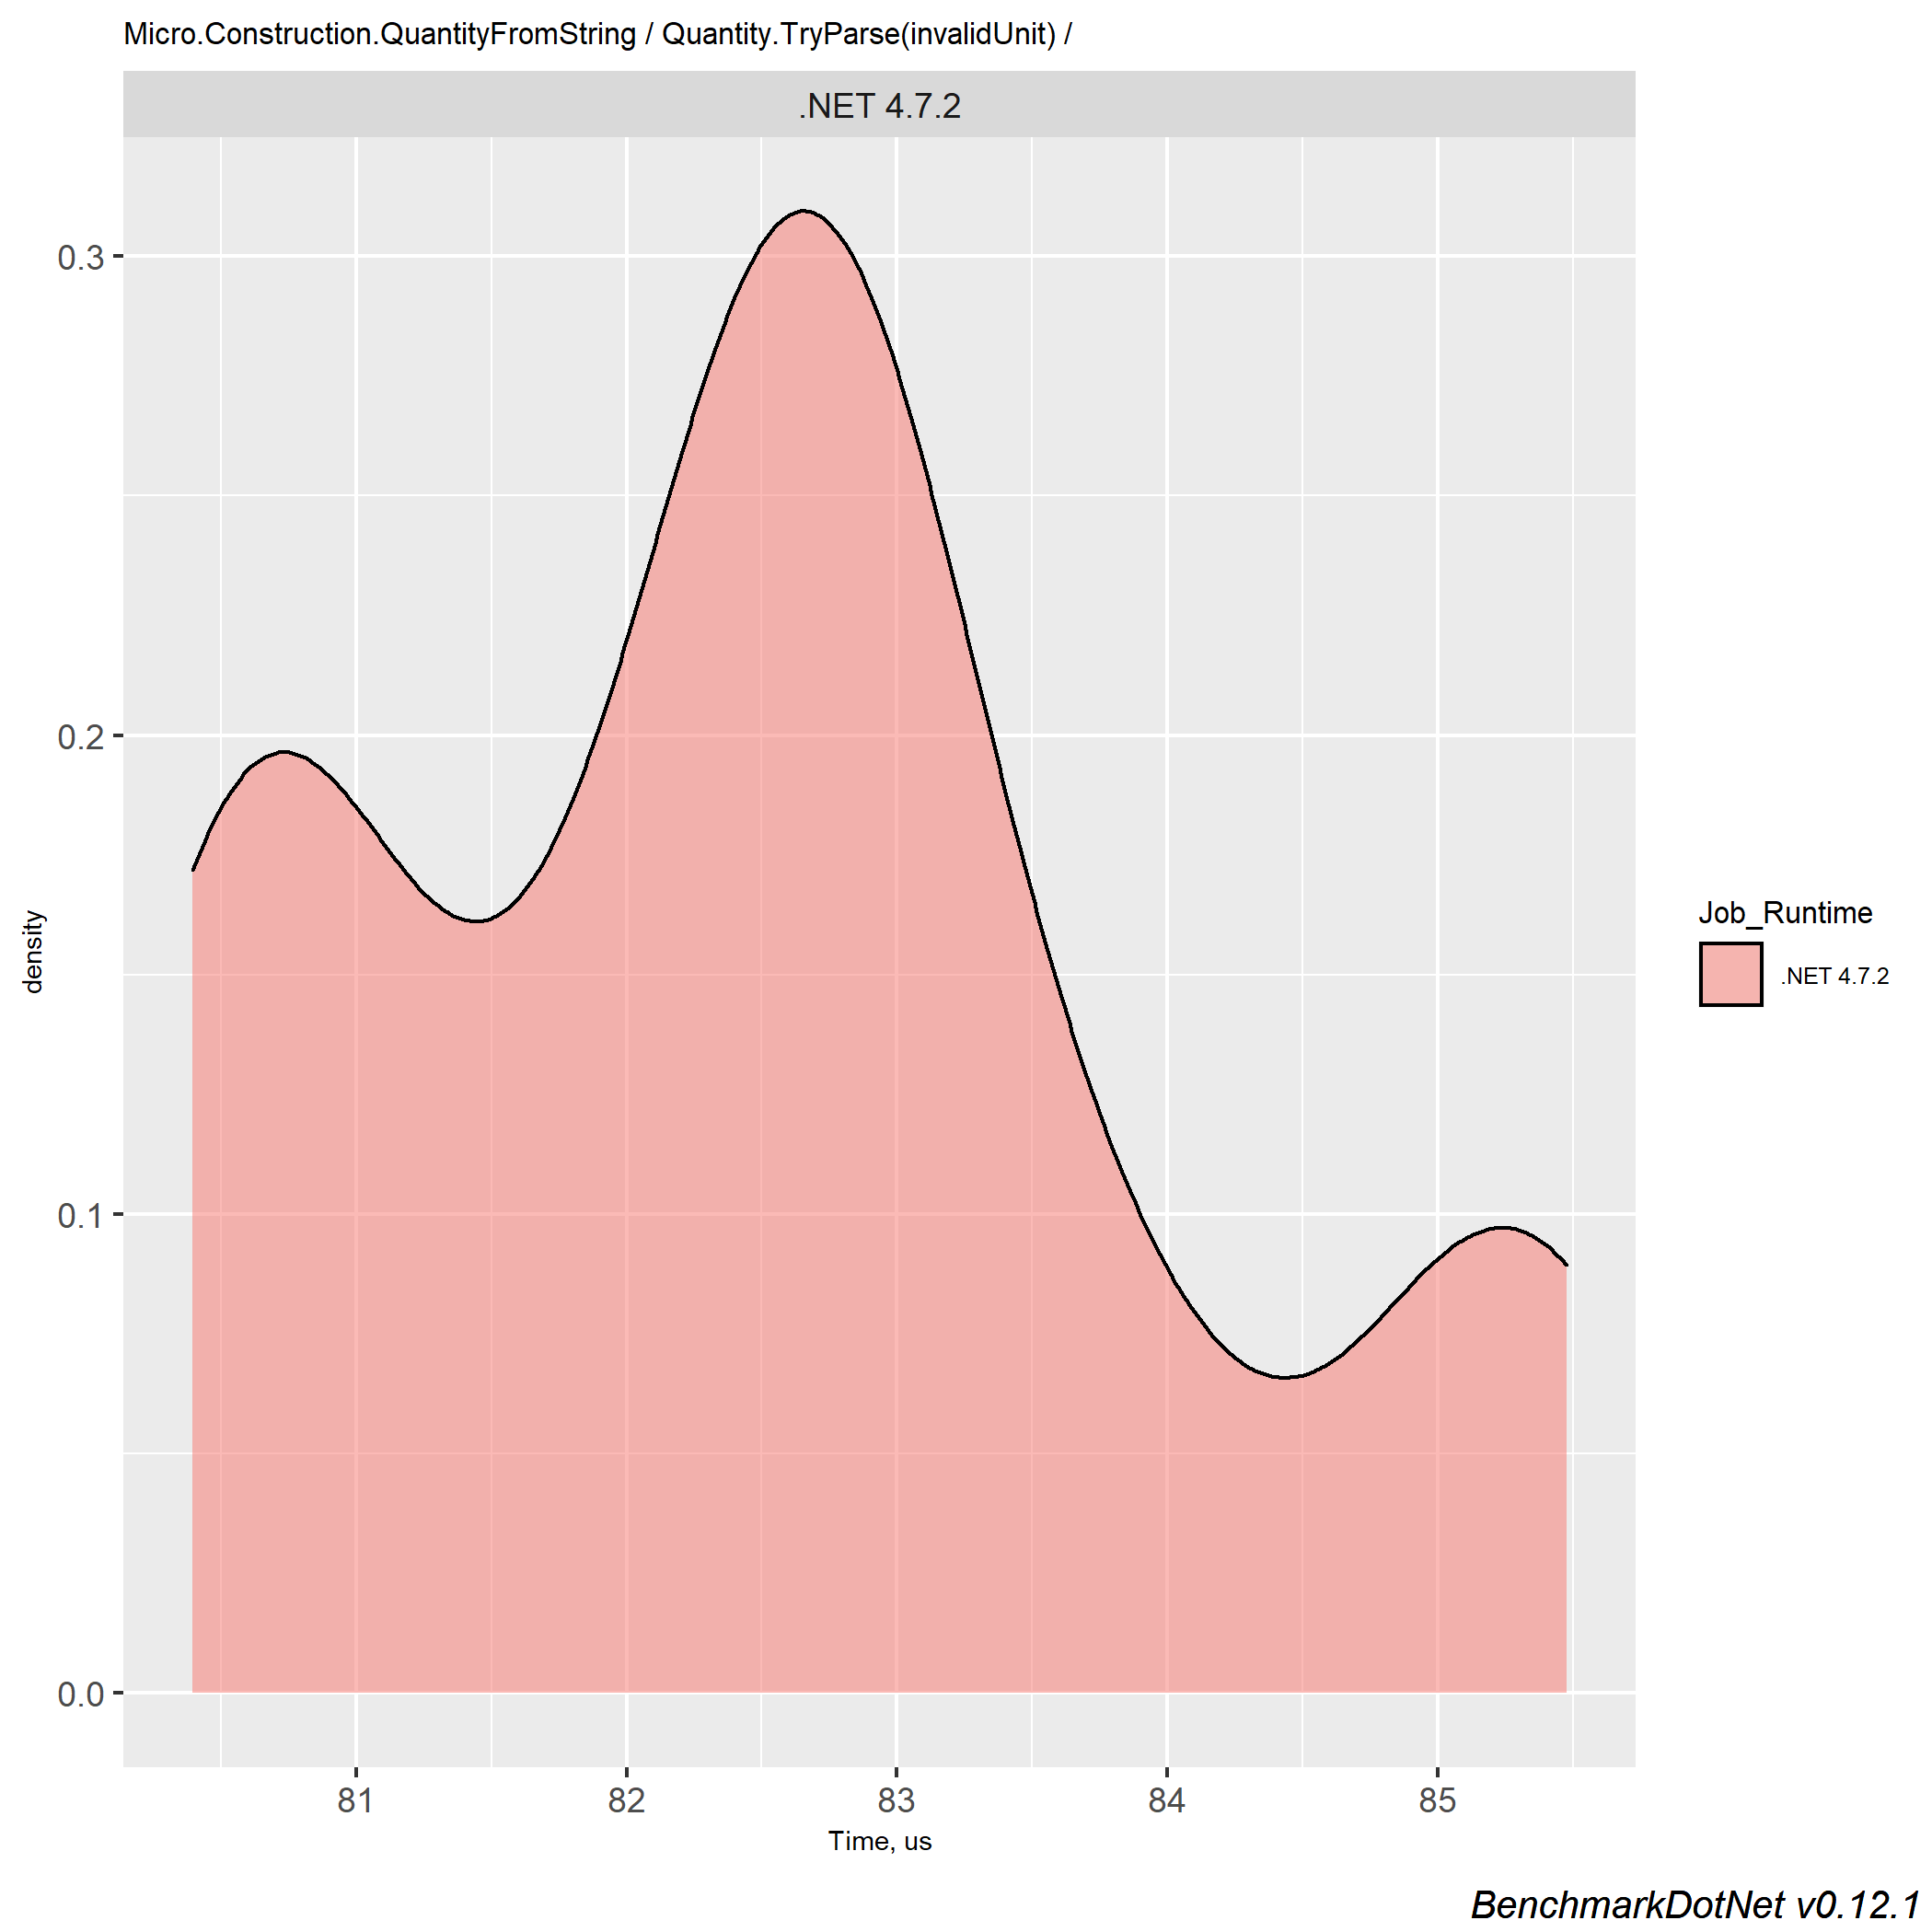 Micro.Construction.QuantityFromString / Quantity.TryParse(invalidUnit) /
.NET 4.7.2
0.3
0.2
0.1
0.0
density
81 82 83 84 85
Time, us
Job_Runtime
.NET 4.7.2
BenchmarkDotNet v0.12.1